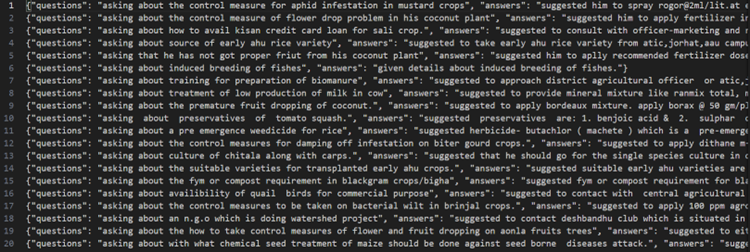 1 {"questions": "asking about the control measure for aphid infestation in mustard crops", "answers": "suggested him to spray rogor@2ml/lit.at e
2 {"questions": "asking about the control measure of flower drop problem in his coconut plant", "answers": "suggested him to apply fertilizer i
3 {"questions": "asking about how to avail kisan credit card loan for sali crop.", "answers": "suggested to consult with officer-marketing and
4 {"questions": "asking about source of early ahu rice variety", "answers": "suggested to take early ahu rice variety from atic,jorhat,aau camp
5 {"questions": "asking that he has not got proper friut from his coconut plant", "answers": "suggested him to aplly recommended fertilizer dos
6 {"questions": "asking about induced breeding of fishes", "answers": "given details about induced breeding of fishes."}
7 {"questions": "asking about training for preparation of biomanure", "answers": "suggested to approach district agricultural officer or atic,
8 {"questions": "asking about treatment of low production of milk in cow", "answers": "suggested to provide mineral mixture like ranmix total,
9 {"questions": "asking about the premature fruit dropping of coconut.", "answers": "suggested to apply bordeaux mixture. apply borax @ 50 gm/p
10 {"questions": "asking about preservatives of tomato squash.", "answers": "suggested preservatives are: 1. benjoic acid & 2. sulphar
11 {"questions": "asking about a pre emergence weedicide for rice", "answers": "suggested herbicide- butachlor ( machete ) which is a pre-emerge
12 {"questions": "asking about the control measures for damping off infestation on biter gourd crops.", "answers": "suggested to apply dithane m-
13 {"questions": "asking about culture of chitala along with carps.", "answers": "suggested that he should go for the single species culture in
14 {"questions": "asking about the suitable varieties for transplanted early ahu crops.", "answers": "suggested suitable early ahu varieties are
15 {"questions": "asking about the fym or compost requirement in blackgram crops/bigha", "answers": "suggested fym or compost requirement for bl
16 {"questions": "asking about availibility of quail birds for commercial purpose", "answers": "suggested to contact with central agricultural
17 {"questions": "asking about the control measures to be taken on bacterial wilt in brinjal crops.", "answers": "suggested to apply 100 ppm
18 {"questions": "asking about an n.g.o which is doing watershed project", "answers": "suggested to contact deshbandhu club which is situated in
19 {"questions": "asking about the how to take control measures of flower and fruit dropping on aonla fruits trees", "answers": "suggested to
20 {"questions": "asking with what chemical seed treatment of maize should be done against seed borne disease attack.", "answers":